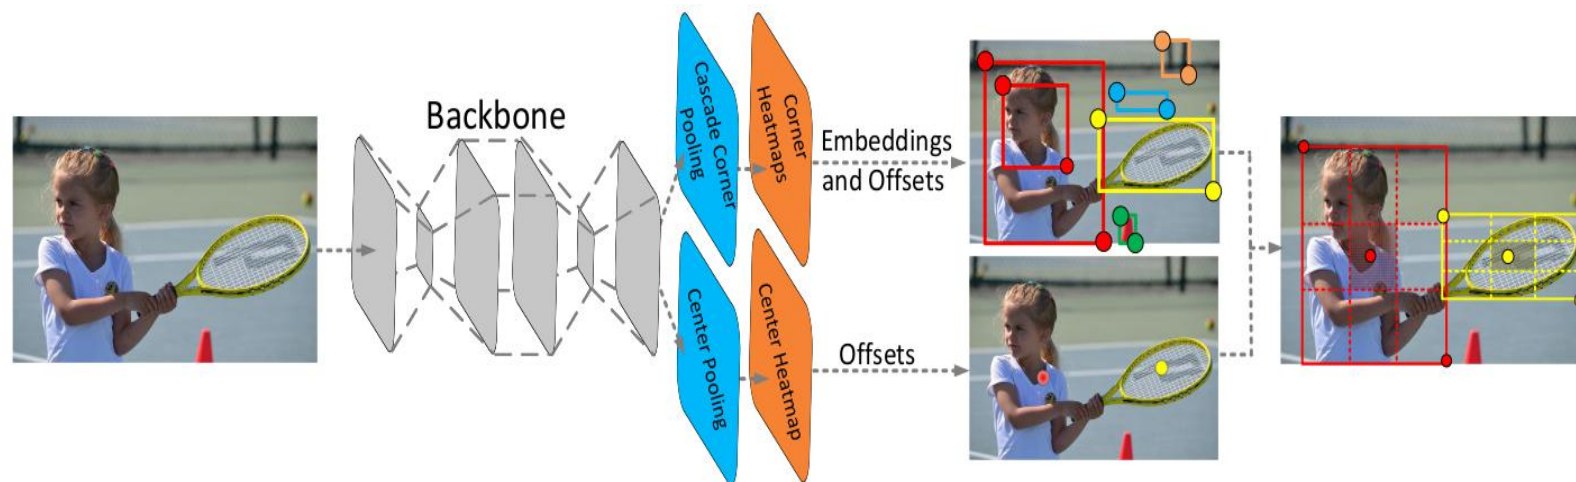 Backbone
Cascade Corner
Pooling
Corner
Heatmaps
Embeddings
and Offsets
Center Pooling
Center Heatmap
Offsets